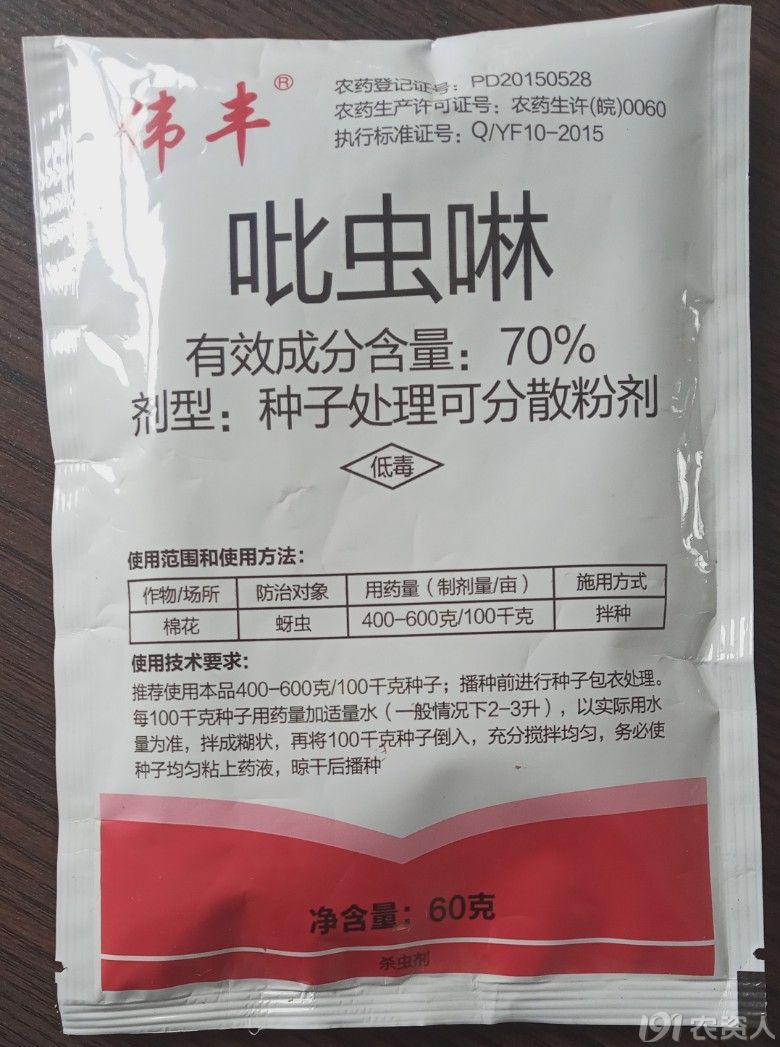 伟丰®
农药登记证号：PD20150528
农药生产许可证号：农药生许(皖)0060
执行标准证号：Q/YF10-2015
吡虫啉
有效成分含量：70%
剂型：种子处理可分散粉剂
低毒
使用范围和使用方法：
作物/场所 防治对象 用药量（制剂量/亩） 施用方式
棉花 蚜虫 400-600克/100千克 拌种
使用技术要求：
推荐使用本品400-600克/100千克种子；播种前进行种子包衣处理。
每100千克种子用药量加适量水（一般情况下2-3升），以实际用水
量为准，拌成糊状，再将100千克种子倒入，充分搅拌均匀，务必使
种子均匀粘上药液，晾干后播种
净含量：60克
杀虫剂
191农资人